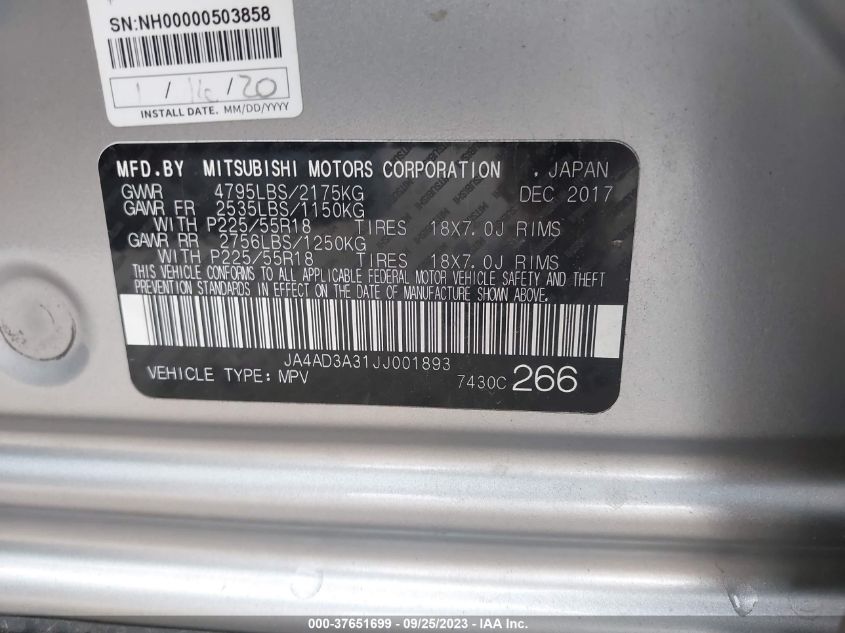 SN:NH00000503858
1/16/20
INSTALL DATE. MM/DD/YYYY
MFD.BY MITSUBISHI MOTORS CORPORATION , JAPAN
GVWR 4795LBS/2175KG DEC 2017
GAWR FR 2535LBS/1150KG
WITH P225/55R18 TIRES 18X7.0J RIMS
GAWR RR 2756LBS/1250KG
WITH P225/55R18 TIRES 18X7.0J RIMS
THIS VEHICLE CONFORMS TO ALL APPLICABLE FEDERAL MOTOR VEHICLE SAFETY AND THEFT
PREVENTION STANDARDS IN EFFECT ON THE DATE OF MANUFACTURE SHOWN ABOVE.
JA4AD3A31JJ001893
VEHICLE TYPE: MPV 7430C 266
000-37651699 - 09/25/2023 - © IAA, Inc.